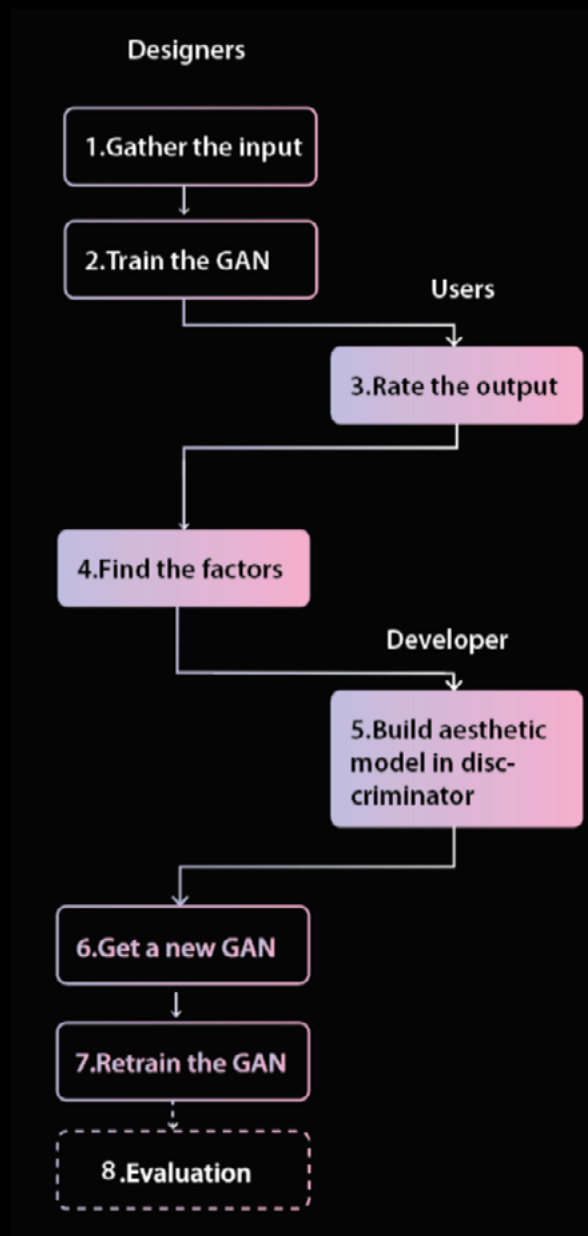 Designers
1.Gather the input
2.Train the GAN
Users
3.Rate the output
4.Find the factors
Developer
5.Build aesthetic
model in disc-
criminator
6.Get a new GAN
7.Retrain the GAN
8.Evaluation